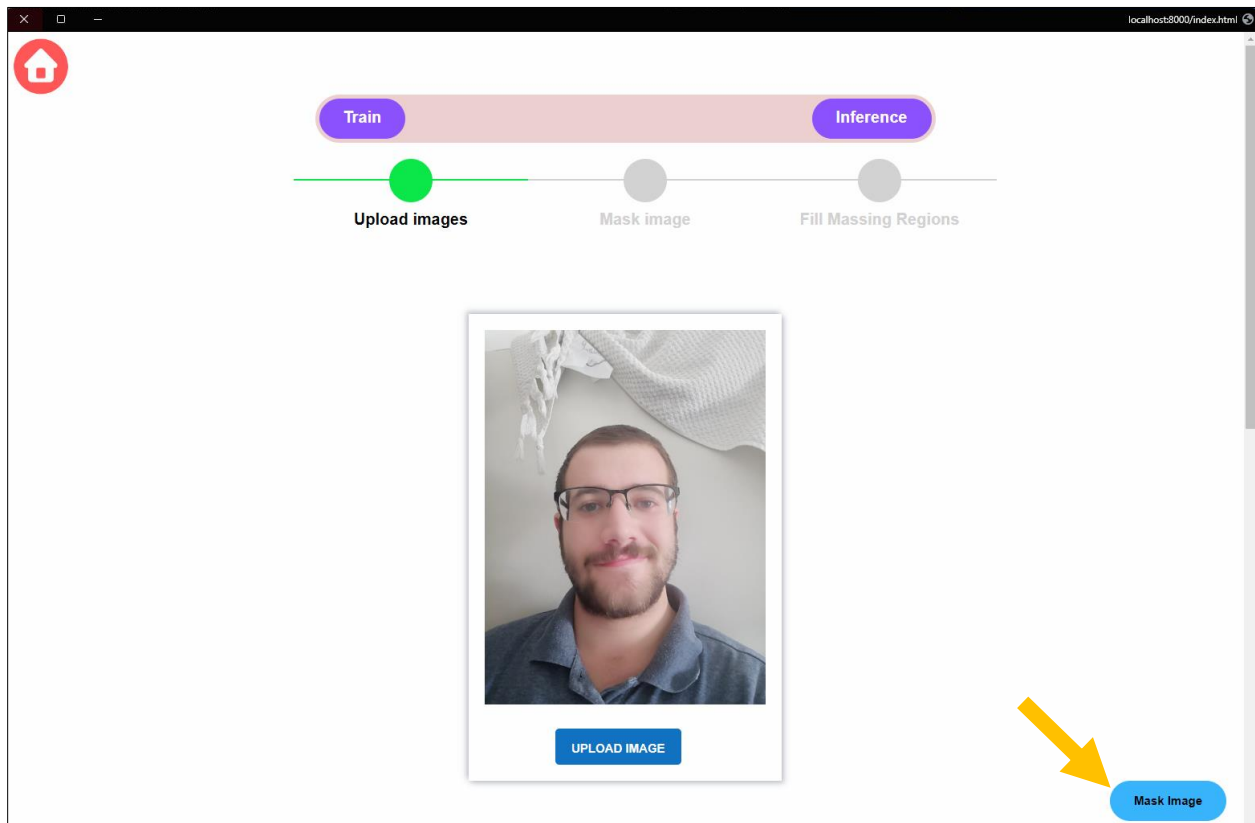 localhost:8000/index.html
Train
Inference
Upload images
Mask image
Fill Massing Regions
UPLOAD IMAGE
Mask Image